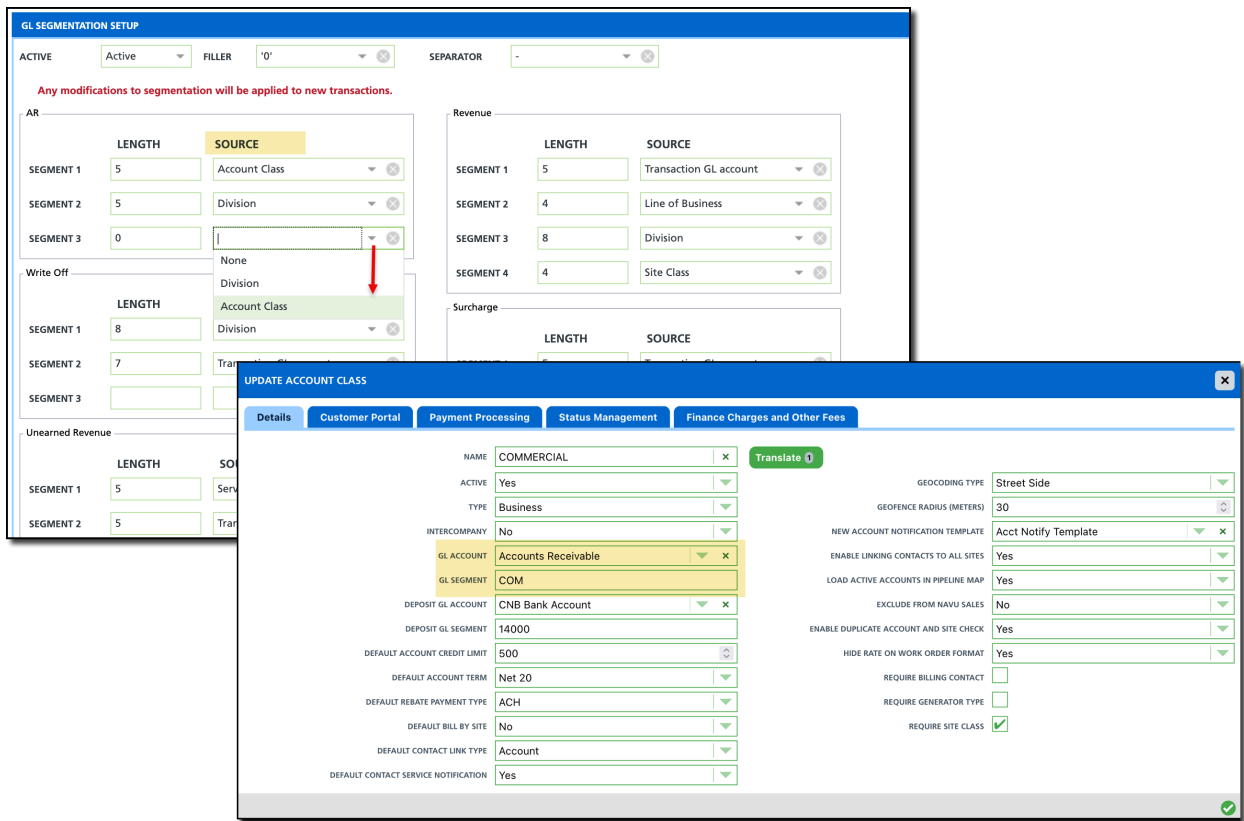 GL SEGMENTATION SETUP
ACTIVE Active FILLER '0' SEPARATOR -
Any modifications to segmentation will be applied to new transactions.
AR
LENGTH SOURCE
SEGMENT 1 5 Account Class
SEGMENT 2 5 Division
SEGMENT 3 0
None
Division
Account Class
Revenue
LENGTH SOURCE
SEGMENT 1 5 Transaction GL account
SEGMENT 2 4 Line of Business
SEGMENT 3 8 Division
SEGMENT 4 4 Site Class
Write Off
LENGTH
SEGMENT 1 8 Division
SEGMENT 2 7
SEGMENT 3
Surcharge
LENGTH SOURCE
Unearned Revenue
LENGTH SOU
SEGMENT 1 5 Serv
SEGMENT 2 5 Tran
UPDATE ACCOUNT CLASS
Details Customer Portal Payment Processing Status Management Finance Charges and Other Fees
NAME COMMERCIAL Translate 1
ACTIVE Yes
TYPE Business
INTERCOMPANY No
GL ACCOUNT Accounts Receivable
GL SEGMENT COM
DEPOSIT GL ACCOUNT CNB Bank Account
DEPOSIT GL SEGMENT 14000
DEFAULT ACCOUNT CREDIT LIMIT 500
DEFAULT ACCOUNT TERM Net 20
DEFAULT REBATE PAYMENT TYPE ACH
DEFAULT BILL BY SITE No
DEFAULT CONTACT LINK TYPE Account
DEFAULT CONTACT SERVICE NOTIFICATION Yes
GEOCODING TYPE Street Side
GEOFENCE RADIUS (METERS) 30
NEW ACCOUNT NOTIFICATION TEMPLATE Acct Notify Template
ENABLE LINKING CONTACTS TO ALL SITES Yes
LOAD ACTIVE ACCOUNTS IN PIPELINE MAP Yes
EXCLUDE FROM NAVU SALES No
ENABLE DUPLICATE ACCOUNT AND SITE CHECK Yes
HIDE RATE ON WORK ORDER FORMAT Yes
REQUIRE BILLING CONTACT
REQUIRE GENERATOR TYPE
REQUIRE SITE CLASS